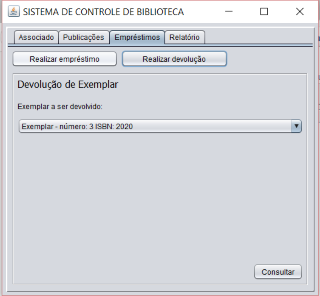 SISTEMA DE CONTROLE DE BIBLIOTECA
Associado Publicações Empréstimos Relatório
Realizar empréstimo Realizar devolução
Devolução de Exemplar
Exemplar a ser devolvido:
Exemplar - número: 3 ISBN: 2020
Consultar